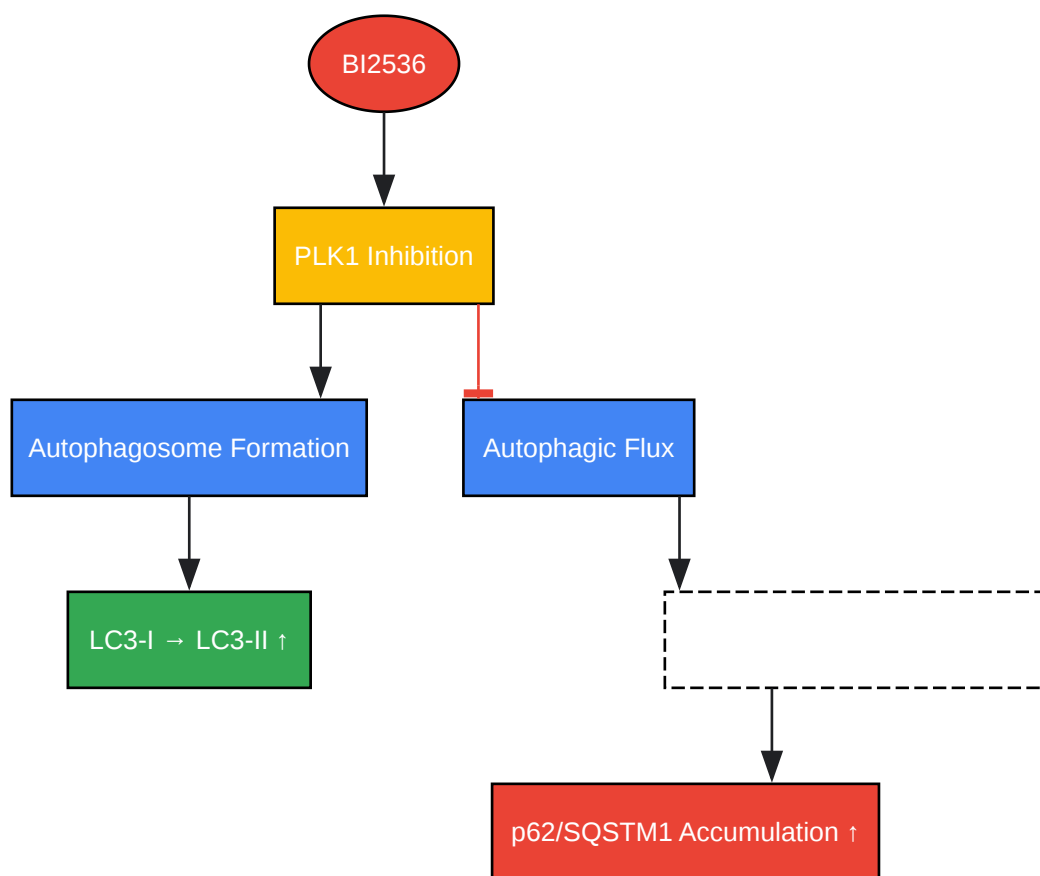 BI2536
PLK1 Inhibition
Autophagosome Formation
Autophagic Flux
LC3-I → LC3-II ↑
p62/SQSTM1 Accumulation ↑